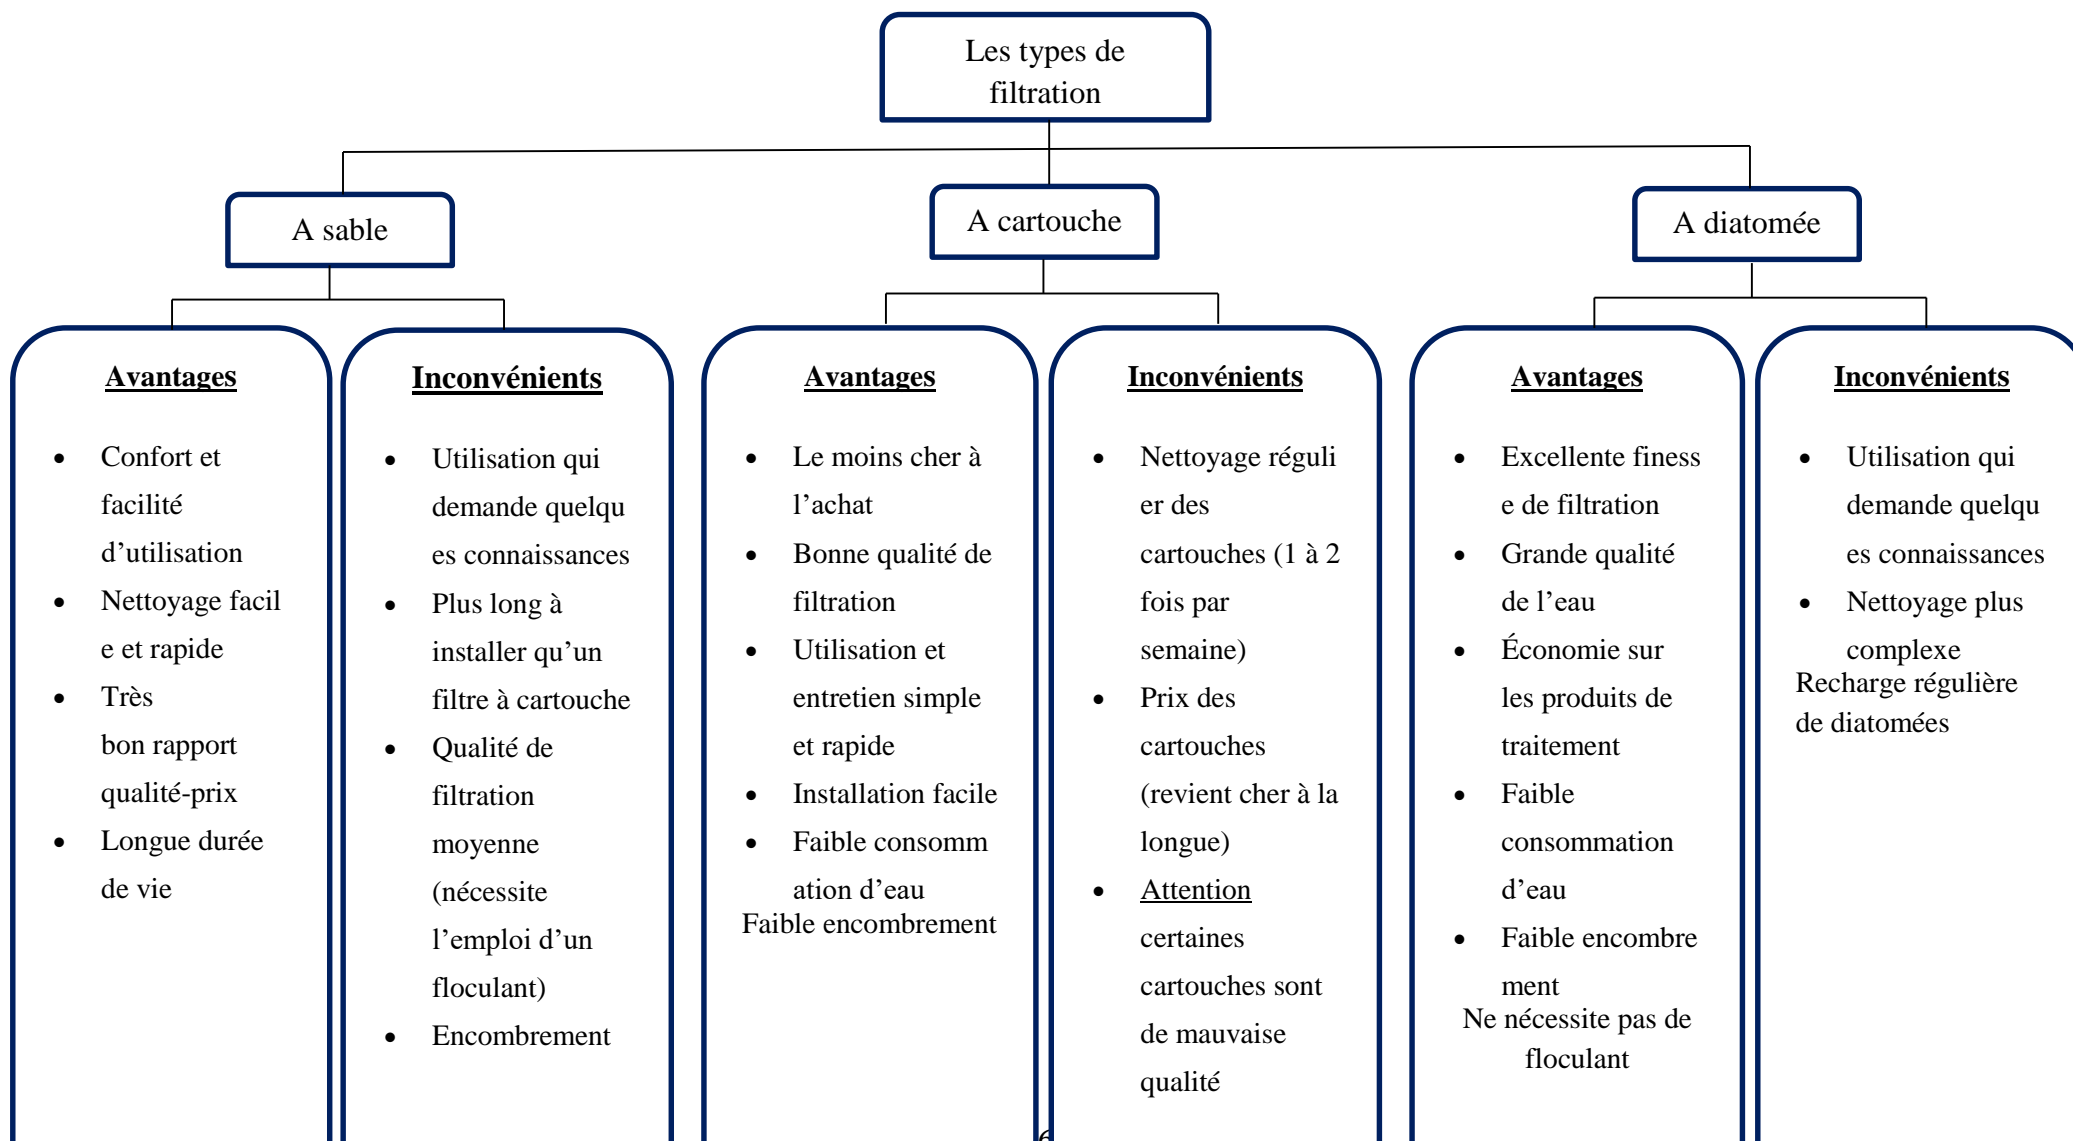 Les types de
filtration
A sable
A cartouche
A diatomée
Avantages
• Confort et
facilité
d’utilisation
• Nettoyage facil
e et rapide
• Très
bon rapport
qualité-prix
• Longue durée
de vie
Inconvénients
• Utilisation qui
demande quelqu
es connaissances
• Plus long à
installer qu’un
filtre à cartouche
• Qualité de
filtration
moyenne
(nécessite
l’emploi d’un
floculant)
• Encombrement
Avantages
• Le moins cher à
l’achat
• Bonne qualité de
filtration
• Utilisation et
entretien simple
et rapide
• Installation facile
• Faible consomm
ation d’eau
Faible encombrement
Inconvénients
• Nettoyage réguli
er des
cartouches (1 à 2
fois par
semaine)
• Prix des
cartouches
(revient cher à la
longue)
• Attention
certaines
cartouches sont
de mauvaise
qualité
Avantages
• Excellente finess
e de filtration
• Grande qualité
de l’eau
• Économie sur
les produits de
traitement
• Faible
consommation
d’eau
• Faible encombre
ment
Ne nécessite pas de
floculant
Inconvénients
• Utilisation qui
demande quelqu
es connaissances
• Nettoyage plus
complexe
Recharge régulière
de diatomées